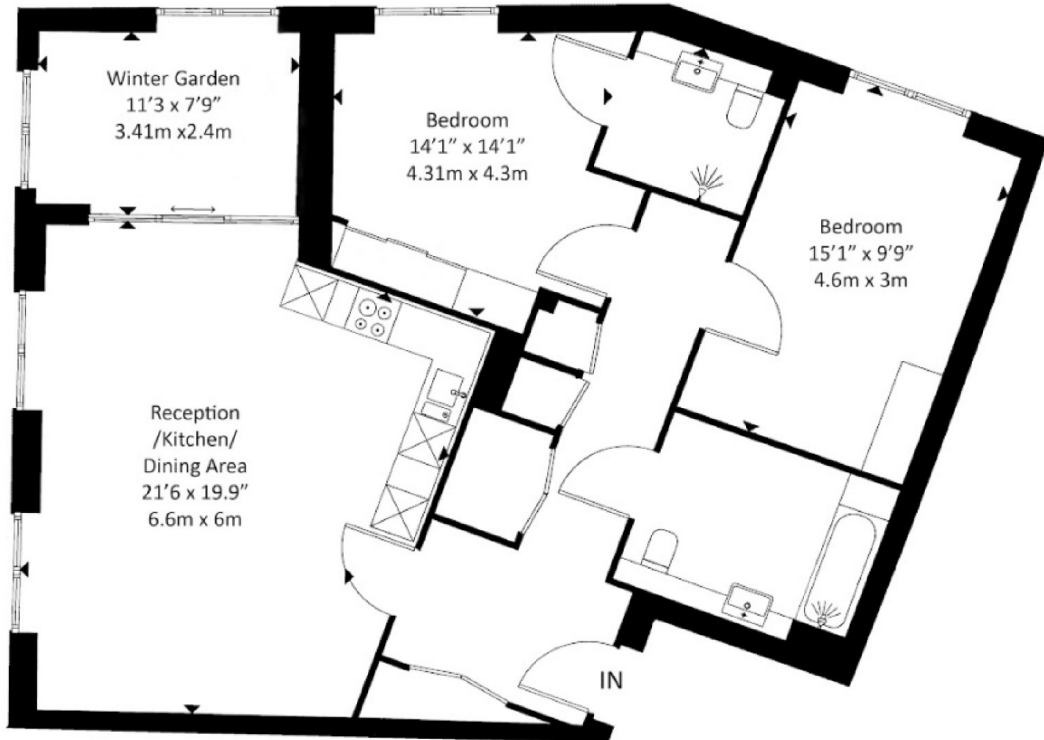 Winter Garden
11'3 x 7'9"
3.41m x2.4m
Bedroom
14'1" x 14'1"
4.31m x 4.3m
Bedroom
15'1" x 9'9"
4.6m x 3m
Reception
/Kitchen/
Dining Area
21'6 x 19.9"
6.6m x 6m
IN